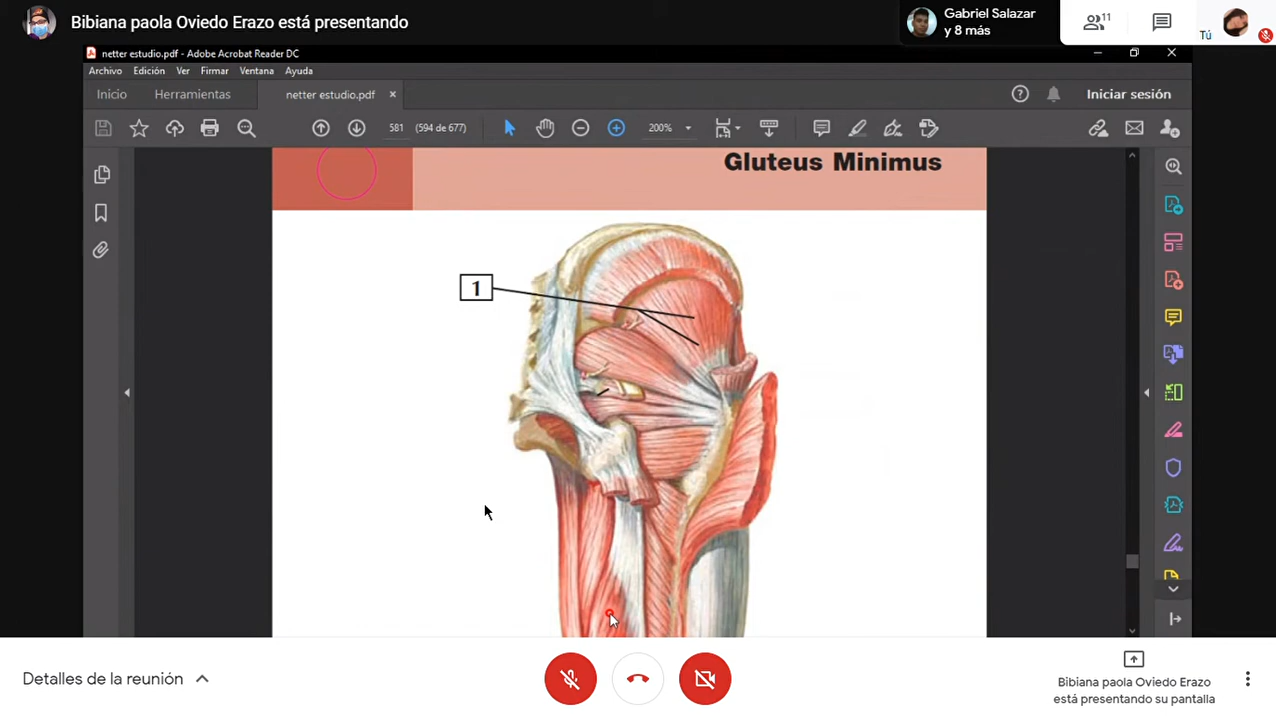 Bibiana paola Oviedo Erazo está presentando
Gabriel Salazar
y 8 más
11
Tú
netter estudio.pdf - Adobe Acrobat Reader DC
Archivo Edición Ver Firmar Ventana Ayuda
Inicio Herramientas netter estudio.pdf × Iniciar sesión
581 (594 de 677) 200%
Gluteus Minimus
1
Detalles de la reunión
Bibiana paola Oviedo Erazo
está presentando su pantalla